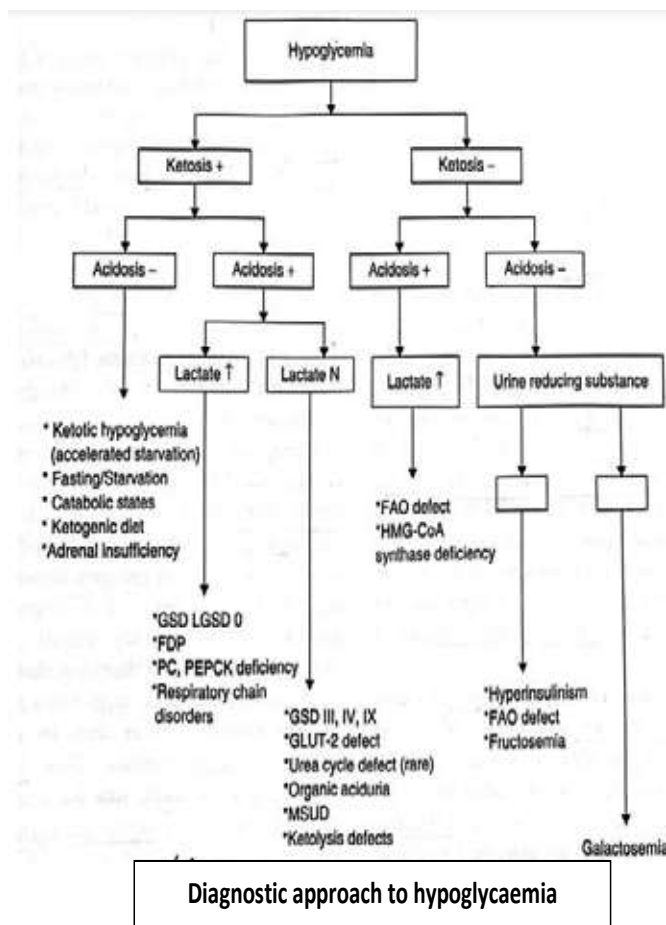 Hypoglycemia
Ketosis +
Ketosis –
Acidosis –
Acidosis +
Acidosis +
Acidosis –
Lactate ↑
Lactate N
Lactate ↑
Urine reducing substance
* Ketotic hypoglycemia
(accelerated starvation)
* Fasting/Starvation
* Catabolic states
* Ketogenic diet
*Adrenal Insufficiency
*FAO defect
*HMG-CoA
synthase deficiency
*GSD LGSD 0
*FDP
*PC, PEPCK deficiency
*Respiratory chain
disorders
*GSD III, IV, IX
*GLUT-2 defect
*Urea cycle defect (rare)
*Organic aciduria
*MSUD
*Ketolysis defects
*Hyperinsulinism
*FAO defect
*Fructosemia
Galactosemia
Diagnostic approach to hypoglycaemia